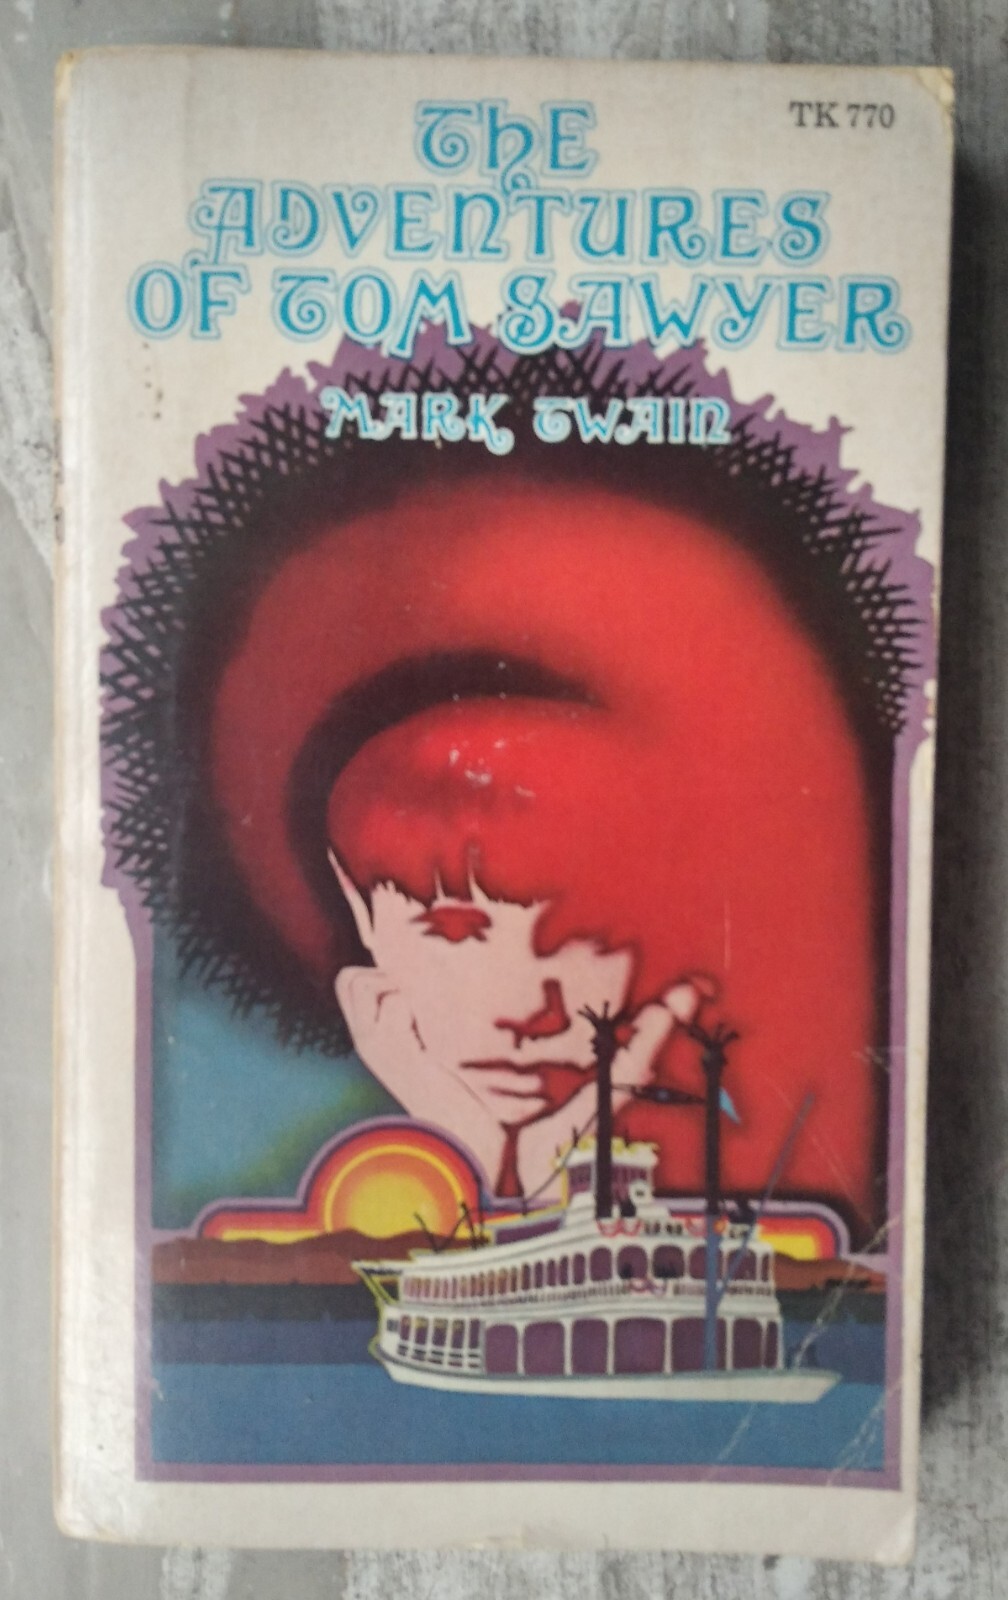 TK 770
THE
ADVENTURES
OF TOM SAWYER
MARK TWAIN